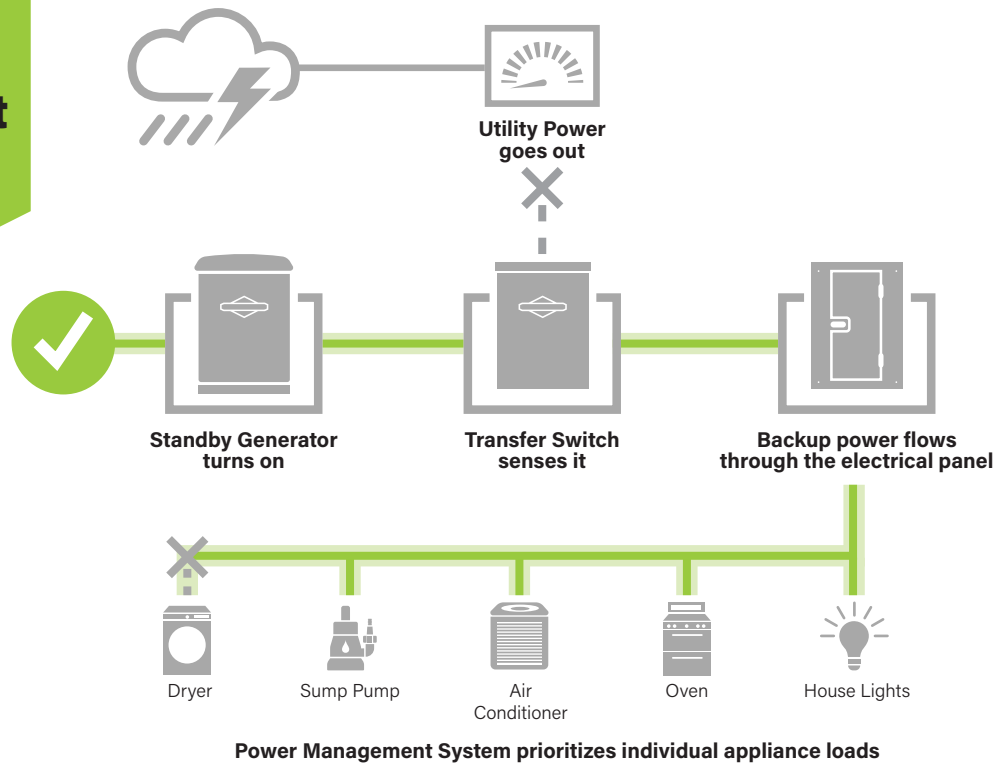 Utility Power
goes out
Standby Generator
turns on
Transfer Switch
senses it
Backup power flows
through the electrical panel
Dryer
Sump Pump
Air
Conditioner
Oven
House Lights
Power Management System prioritizes individual appliance loads